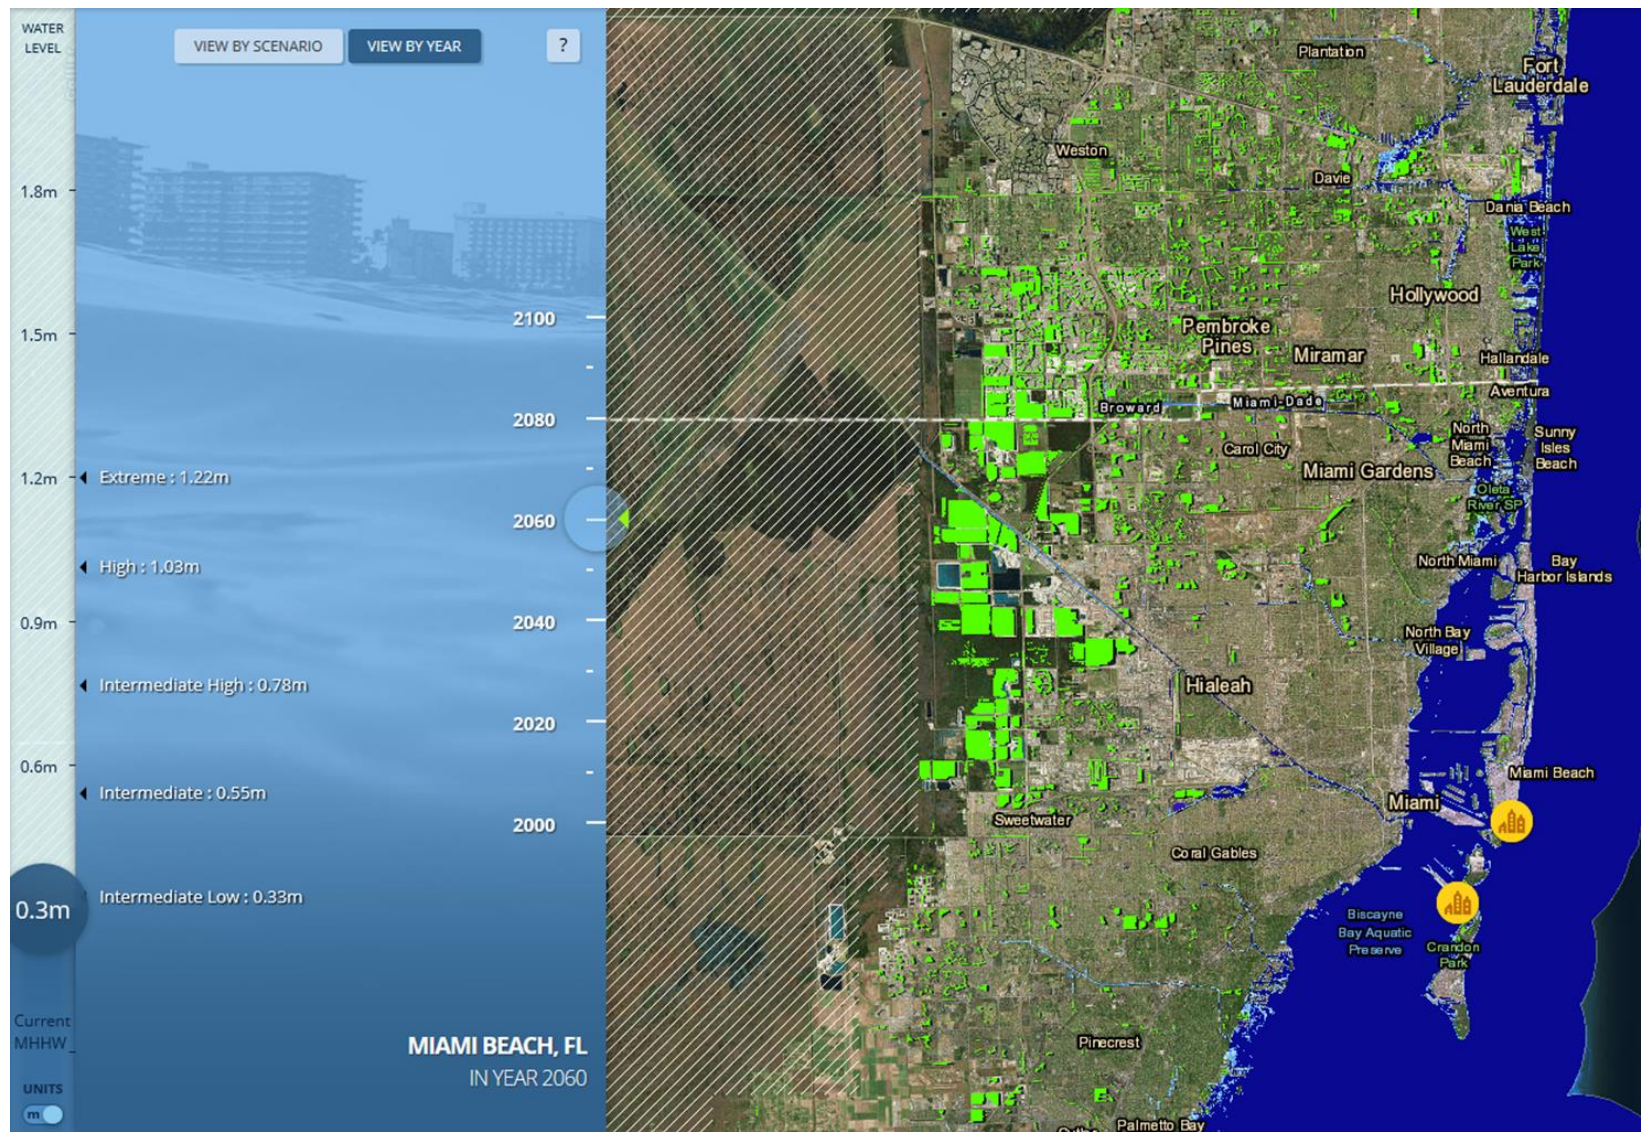 WATER
LEVEL
VIEW BY SCENARIO
VIEW BY YEAR
?
1.8m
1.5m
1.2m
0.9m
0.6m
0.3m
Current
MHHW
UNITS
m
Extreme : 1.22m
High : 1.03m
Intermediate High : 0.78m
Intermediate : 0.55m
Intermediate Low : 0.33m
2100
2080
2060
2040
2020
2000
MIAMI BEACH, FL
IN YEAR 2060
Plantation
Fort
Lauderdale
Weston
Davie
Dania Beach
West
Lake
Park
Hollywood
Pembroke
Pines
Miramar
Hallandale
Aventura
Broward
Miami-Dade
Carol City
North
Miami
Beach
Sunny
Isles
Beach
Miami Gardens
Oleta
River SP
North Miami
Bay
Harbor Islands
North Bay
Village
Hialeah
Miami Beach
Miami
Sweetwater
Coral Gables
Biscayne
Bay Aquatic
Preserve
Crandon
Park
Pinecrest
Palmetto Bay